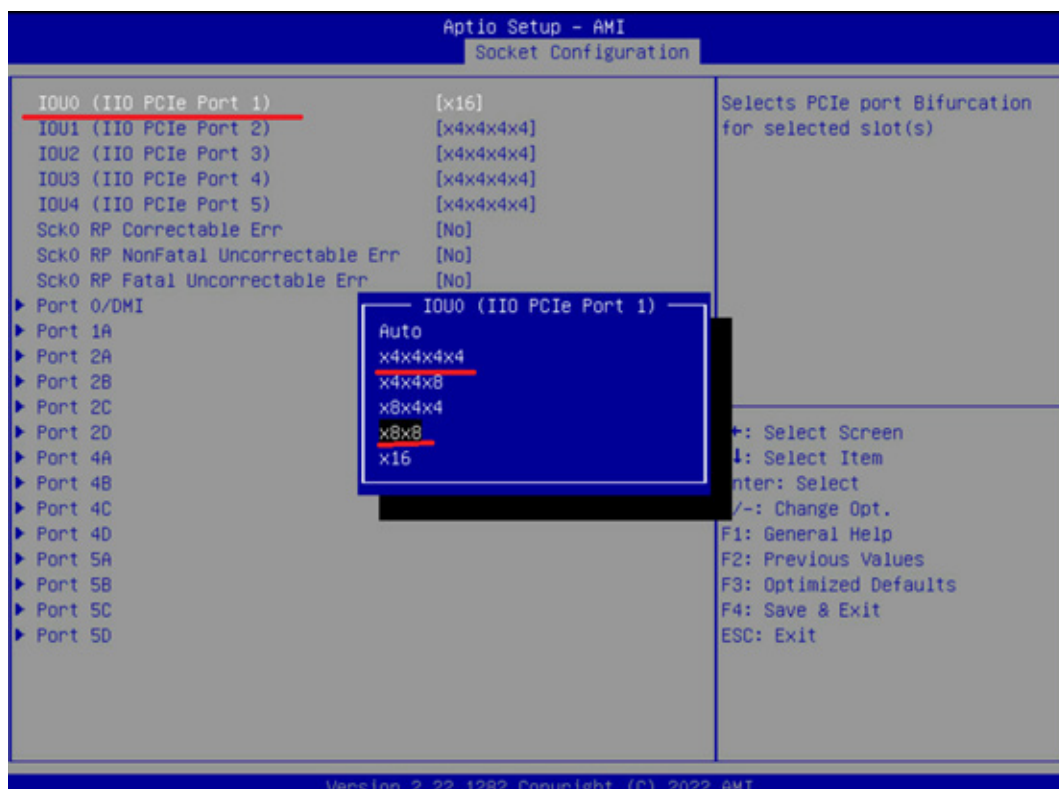 Aptio Setup – AMI
Socket Configuration
IOU0 (IIO PCIe Port 1) [x16]
IOU1 (IIO PCIe Port 2) [x4x4x4x4]
IOU2 (IIO PCIe Port 3) [x4x4x4x4]
IOU3 (IIO PCIe Port 4) [x4x4x4x4]
IOU4 (IIO PCIe Port 5) [x4x4x4x4]
Sck0 RP Correctable Err [No]
Sck0 RP NonFatal Uncorrectable Err [No]
Sck0 RP Fatal Uncorrectable Err [No]
Port 0/DMI
Port 1A
Port 2A
Port 2B
Port 2C
Port 2D
Port 4A
Port 4B
Port 4C
Port 4D
Port 5A
Port 5B
Port 5C
Port 5D
IOU0 (IIO PCIe Port 1)
Auto
x4x4x4x4
x4x4x8
x8x4x4
x8x8
x16
Selects PCIe port Bifurcation
for selected slot(s)
: Select Screen
: Select Item
nter: Select
/-: Change Opt.
F1: General Help
F2: Previous Values
F3: Optimized Defaults
F4: Save & Exit
ESC: Exit
Version 2.22.1282 Copyright (C) 2022 AMI